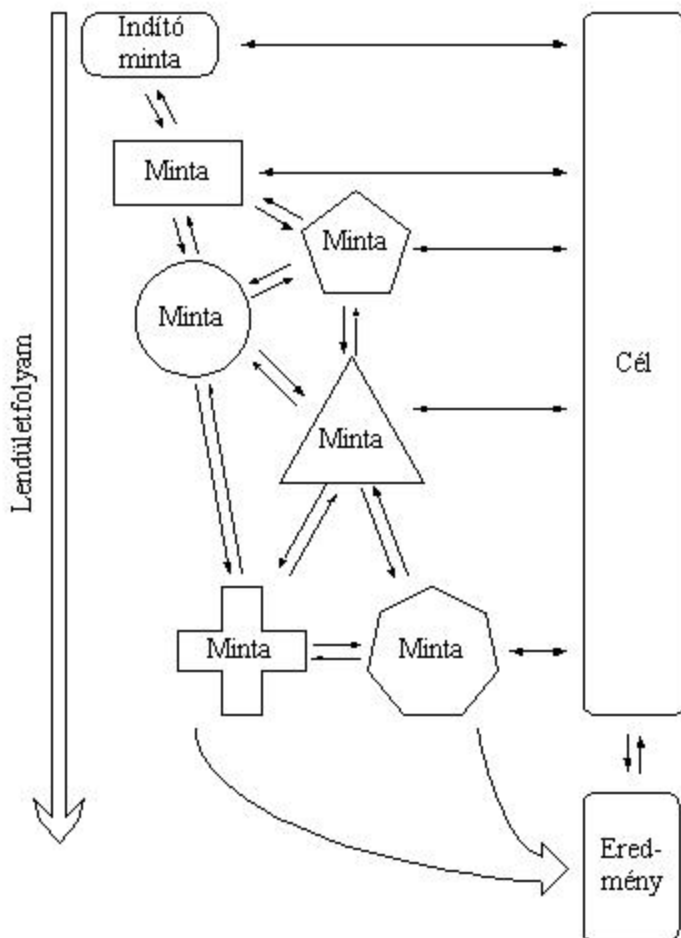 Indító
minta
Minta
Minta
Minta
Cél
Minta
Lendületfolyam
Minta
Minta
Ered-
mény